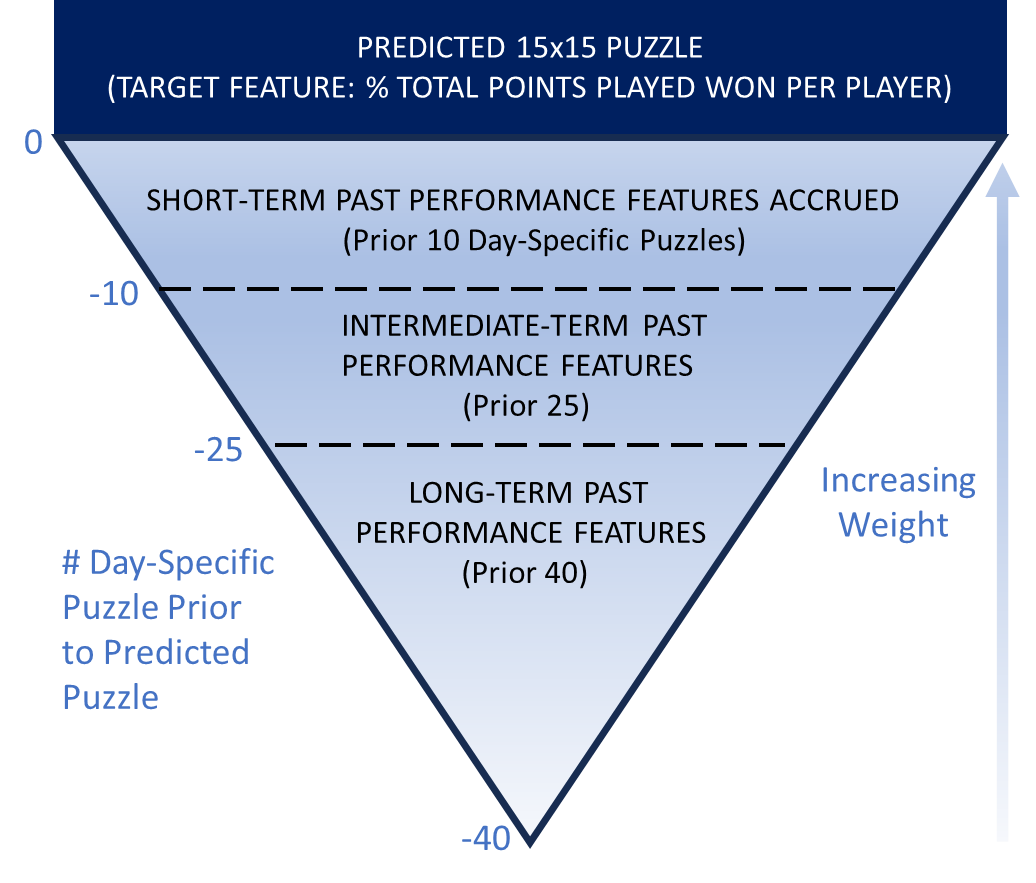 PREDICTED 15x15 PUZZLE
(TARGET FEATURE: % TOTAL POINTS PLAYED WON PER PLAYER)
0
SHORT-TERM PAST PERFORMANCE FEATURES ACCRUED
(Prior 10 Day-Specific Puzzles)
-10
INTERMEDIATE-TERM PAST
PERFORMANCE FEATURES
(Prior 25)
-25
LONG-TERM PAST
PERFORMANCE FEATURES
(Prior 40)
Increasing
Weight
# Day-Specific
Puzzle Prior
to Predicted
Puzzle
-40